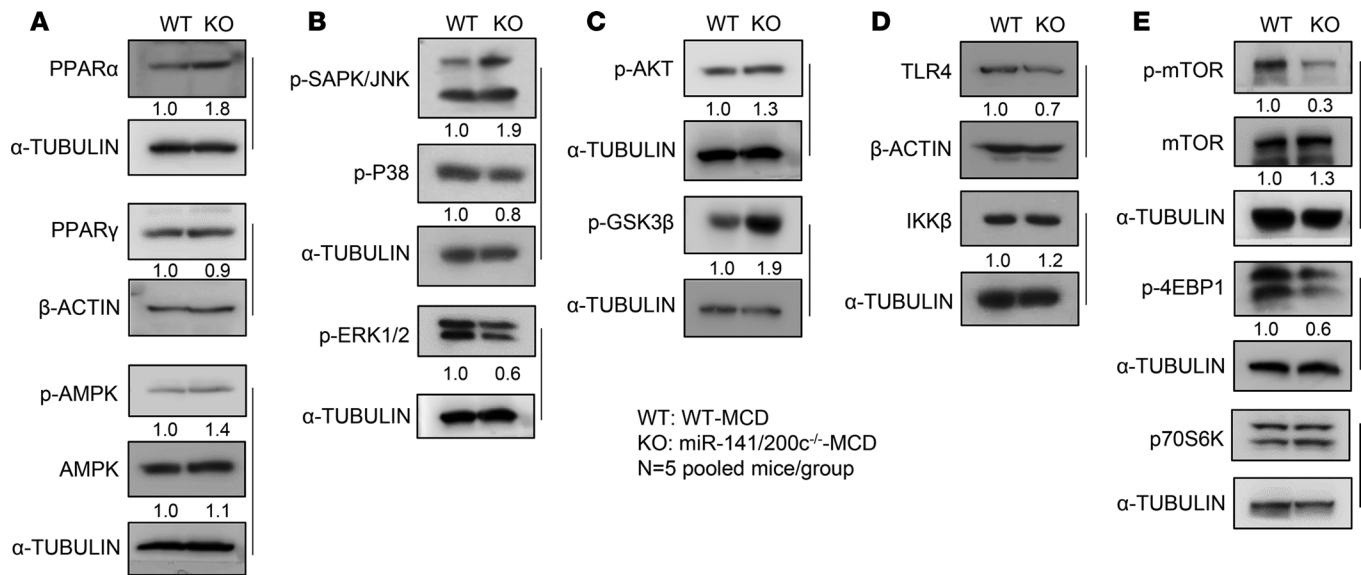 A
WT KO
PPARα
1.0 1.8
α-TUBULIN
PPARγ
1.0 0.9
β-ACTIN
p-AMPK
1.0 1.4
AMPK
1.0 1.1
α-TUBULIN
B
WT KO
p-SAPK/JNK
1.0 1.9
p-P38
1.0 0.8
α-TUBULIN
p-ERK1/2
1.0 0.6
α-TUBULIN
C
WT KO
p-AKT
1.0 1.3
α-TUBULIN
p-GSK3β
1.0 1.9
α-TUBULIN
D
WT KO
TLR4
1.0 0.7
β-ACTIN
IKKβ
1.0 1.2
α-TUBULIN
WT: WT-MCD
KO: miR-141/200c⁻/⁻-MCD
N=5 pooled mice/group
E
WT KO
p-mTOR
1.0 0.3
mTOR
1.0 1.3
α-TUBULIN
p-4EBP1
1.0 0.6
α-TUBULIN
p70S6K
α-TUBULIN